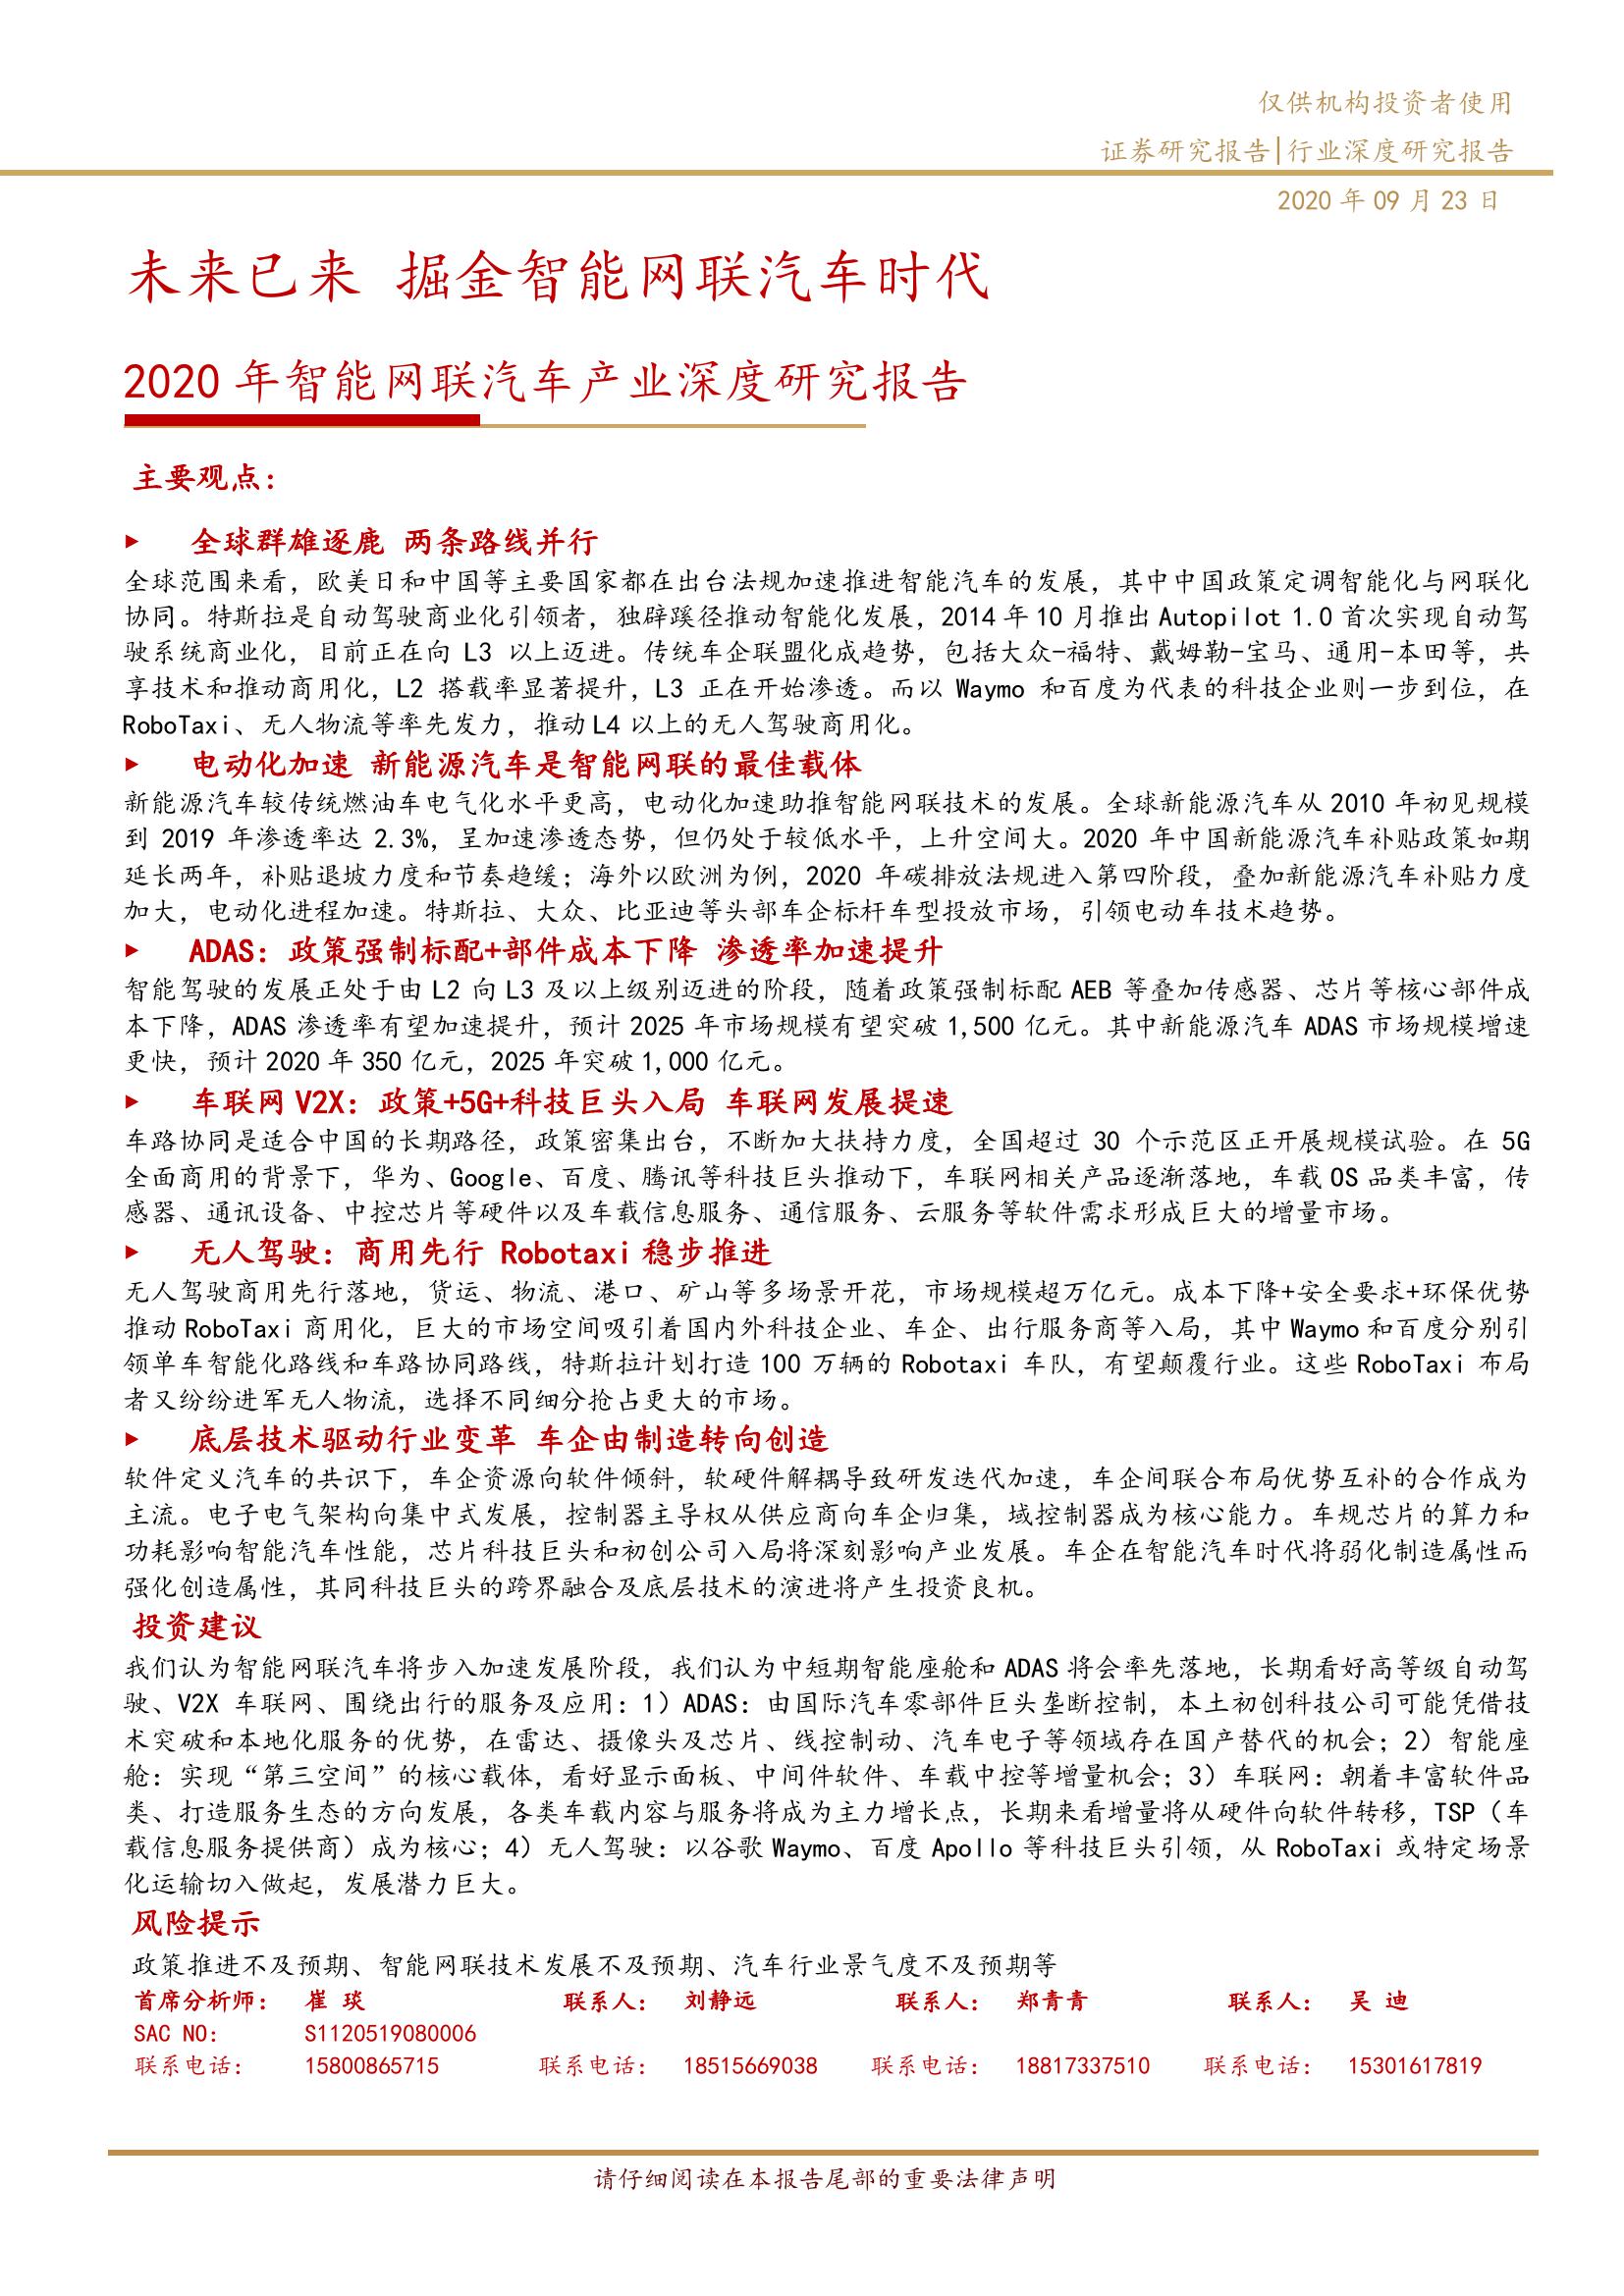 仅供机构投资者使用
证券研究报告|行业深度研究报告
2020 年 09 月 23 日
未来已来 掘金智能网联汽车时代
2020 年智能网联汽车产业深度研究报告
主要观点：
▶ 全球群雄逐鹿 两条路线并行
全球范围来看，欧美日和中国等主要国家都在出台法规加速推进智能汽车的发展，其中中国政策定调智能化与网联化
协同。特斯拉是自动驾驶商业化引领者，独辟蹊径推动智能化发展，2014 年 10 月推出 Autopilot 1.0 首次实现自动驾
驶系统商业化，目前正在向 L3 以上迈进。传统车企联盟化成趋势，包括大众-福特、戴姆勒-宝马、通用-本田等，共
享技术和推动商用化，L2 搭载率显著提升，L3 正在开始渗透。而以 Waymo 和百度为代表的科技企业则一步到位，在
RoboTaxi、无人物流等率先发力，推动 L4 以上的无人驾驶商用化。
▶ 电动化加速 新能源汽车是智能网联的最佳载体
新能源汽车较传统燃油车电气化水平更高，电动化加速助推智能网联技术的发展。全球新能源汽车从 2010 年初见规模
到 2019 年渗透率达 2.3%，呈加速渗透态势，但仍处于较低水平，上升空间大。2020 年中国新能源汽车补贴政策如期
延长两年，补贴退坡力度和节奏趋缓；海外以欧洲为例，2020 年碳排放法规进入第四阶段，叠加新能源汽车补贴力度
加大，电动化进程加速。特斯拉、大众、比亚迪等头部车企标杆车型投放市场，引领电动车技术趋势。
▶ ADAS：政策强制标配+部件成本下降 渗透率加速提升
智能驾驶的发展正处于由 L2 向 L3 及以上级别迈进的阶段，随着政策强制标配 AEB 等叠加传感器、芯片等核心部件成
本下降，ADAS 渗透率有望加速提升，预计 2025 年市场规模有望突破 1,500 亿元。其中新能源汽车 ADAS 市场规模增速
更快，预计 2020 年 350 亿元，2025 年突破 1,000 亿元。
▶ 车联网 V2X：政策+5G+科技巨头入局 车联网发展提速
车路协同是适合中国的长期路径，政策密集出台，不断加大扶持力度，全国超过 30 个示范区正开展规模试验。在 5G
全面商用的背景下，华为、Google、百度、腾讯等科技巨头推动下，车联网相关产品逐渐落地，车载 OS 品类丰富，传
感器、通讯设备、中控芯片等硬件以及车载信息服务、通信服务、云服务等软件需求形成巨大的增量市场。
▶ 无人驾驶：商用先行 Robotaxi 稳步推进
无人驾驶商用先行落地，货运、物流、港口、矿山等多场景开花，市场规模超万亿元。成本下降+安全要求+环保优势
推动 RoboTaxi 商用化，巨大的市场空间吸引着国内外科技企业、车企、出行服务商等入局，其中 Waymo 和百度分别引
领单车智能化路线和车路协同路线，特斯拉计划打造 100 万辆的 Robotaxi 车队，有望颠覆行业。这些 RoboTaxi 布局
者又纷纷进军无人物流，选择不同细分抢占更大的市场。
▶ 底层技术驱动行业变革 车企由制造转向创造
软件定义汽车的共识下，车企资源向软件倾斜，软硬件解耦导致研发迭代加速，车企间联合布局优势互补的合作成为
主流。电子电气架构向集中式发展，控制器主导权从供应商向车企归集，域控制器成为核心能力。车规芯片的算力和
功耗影响智能汽车性能，芯片科技巨头和初创公司入局将深刻影响产业发展。车企在智能汽车时代将弱化制造属性而
强化创造属性，其同科技巨头的跨界融合及底层技术的演进将产生投资良机。
投资建议
我们认为智能网联汽车将步入加速发展阶段，我们认为中短期智能座舱和 ADAS 将会率先落地，长期看好高等级自动驾
驶、V2X 车联网、围绕出行的服务及应用：1）ADAS：由国际汽车零部件巨头垄断控制，本土初创科技公司可能凭借技
术突破和本地化服务的优势，在雷达、摄像头及芯片、线控制动、汽车电子等领域存在国产替代的机会；2）智能座
舱：实现“第三空间”的核心载体，看好显示面板、中间件软件、车载中控等增量机会；3）车联网：朝着丰富软件品
类、打造服务生态的方向发展，各类车载内容与服务将成为主力增长点，长期来看增量将从硬件向软件转移，TSP（车
载信息服务提供商）成为核心；4）无人驾驶：以谷歌 Waymo、百度 Apollo 等科技巨头引领，从 RoboTaxi 或特定场景
化运输切入做起，发展潜力巨大。
风险提示
政策推进不及预期、智能网联技术发展不及预期、汽车行业景气度不及预期等
首席分析师： 崔 琰 联系人： 刘静远 联系人： 郑青青 联系人： 吴 迪
SAC NO: S1120519080006
联系电话： 15800865715 联系电话： 18515669038 联系电话： 18817337510 联系电话： 15301617819
请仔细阅读在本报告尾部的重要法律声明